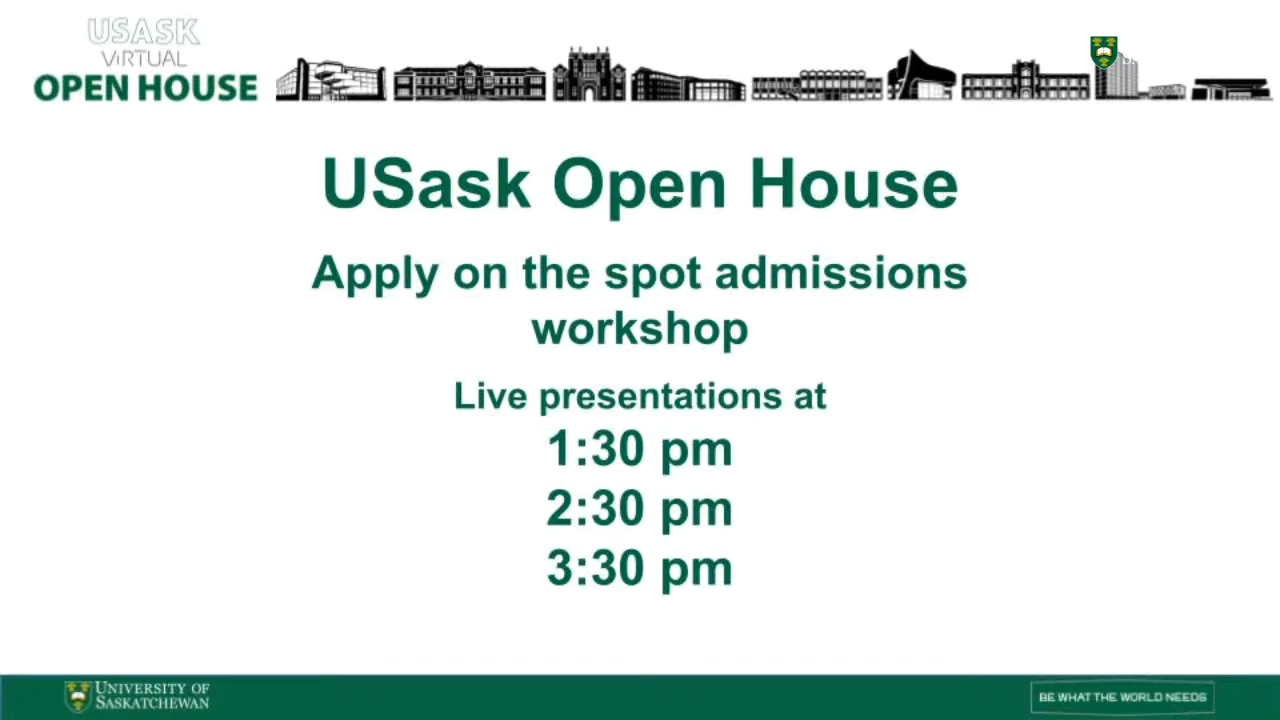 USASK
VIRTUAL
OPEN HOUSE
USask Open House
Apply on the spot admissions
workshop
Live presentations at
1:30 pm
2:30 pm
3:30 pm
UNIVERSITY OF
SASKATCHEWAN
BE WHAT THE WORLD NEEDS